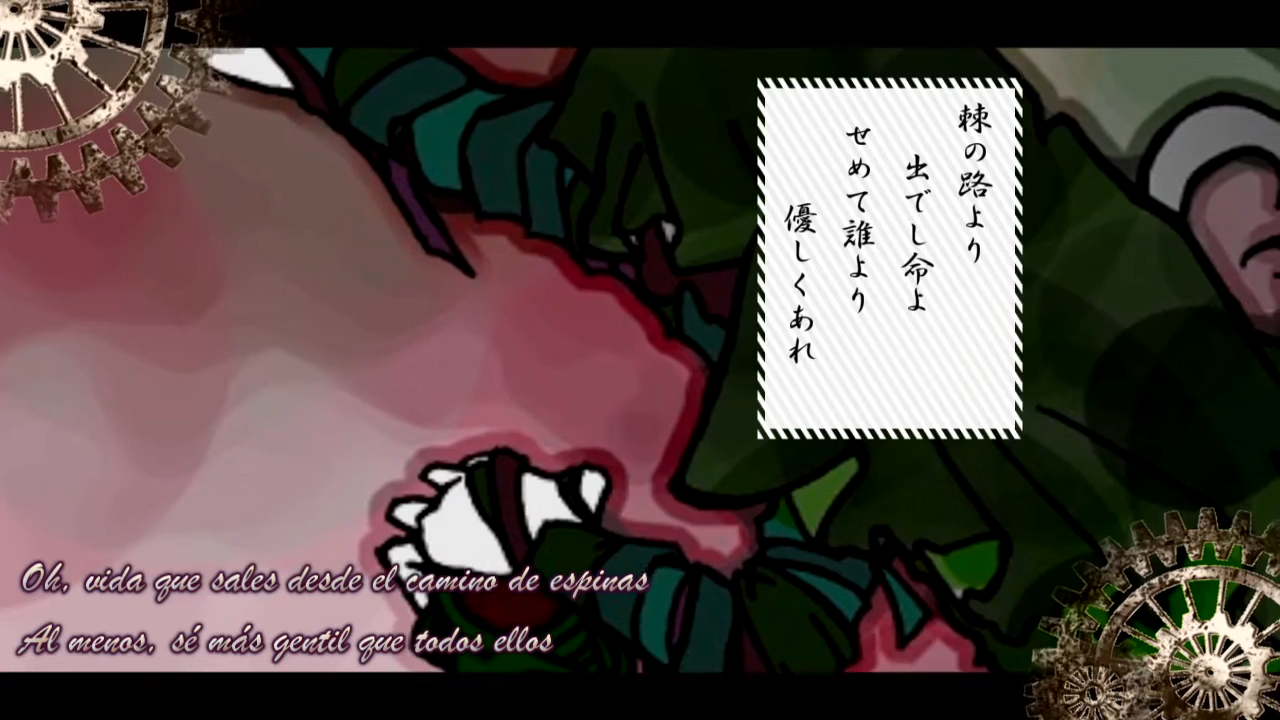 棘の路より
出でし命よ
せめて誰より
優しくあれ
Oh, vida que sales desde el camino de espinas
Al menos, sé más gentil que todos ellos